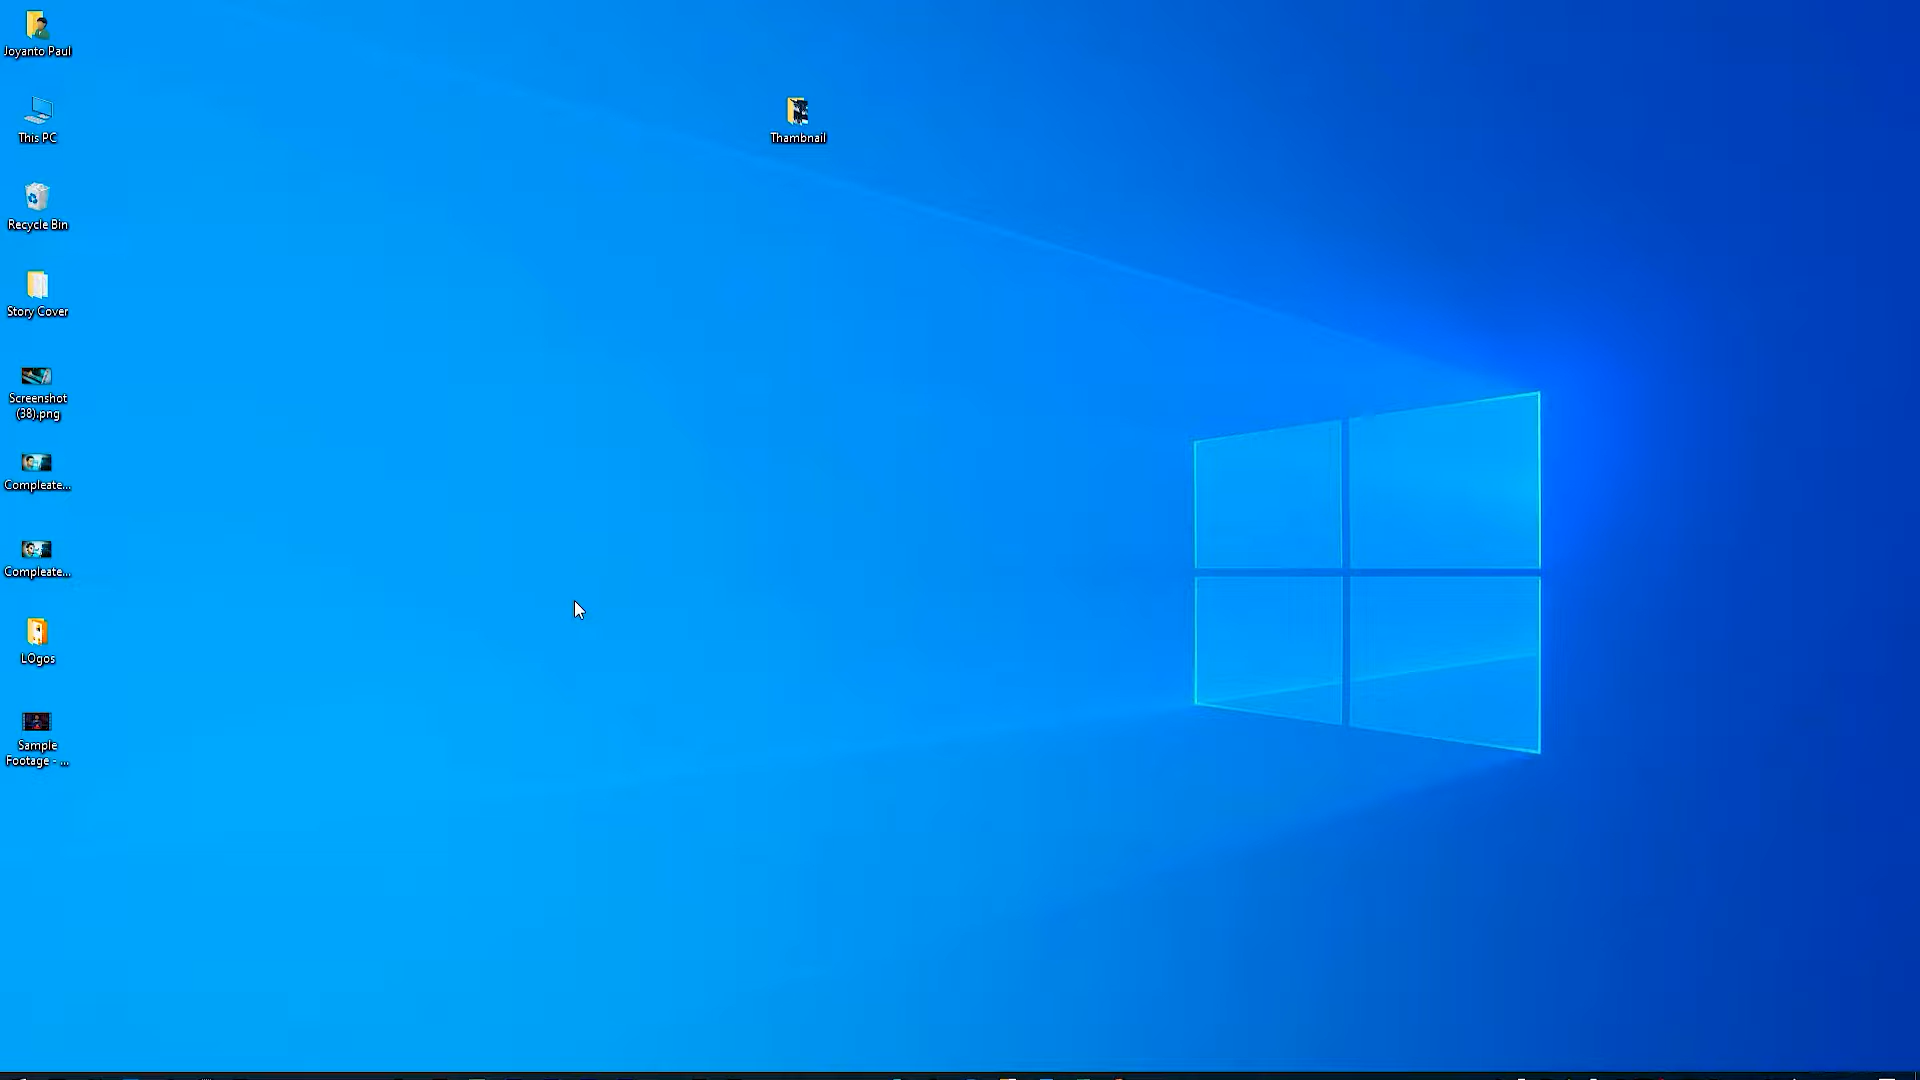 Joyanto Paul
Thambnail
This PC
Recycle Bin
Story Cover
Screenshot
(38).png
Compleate...
Compleate...
LOgos
Sample
Footage - ...